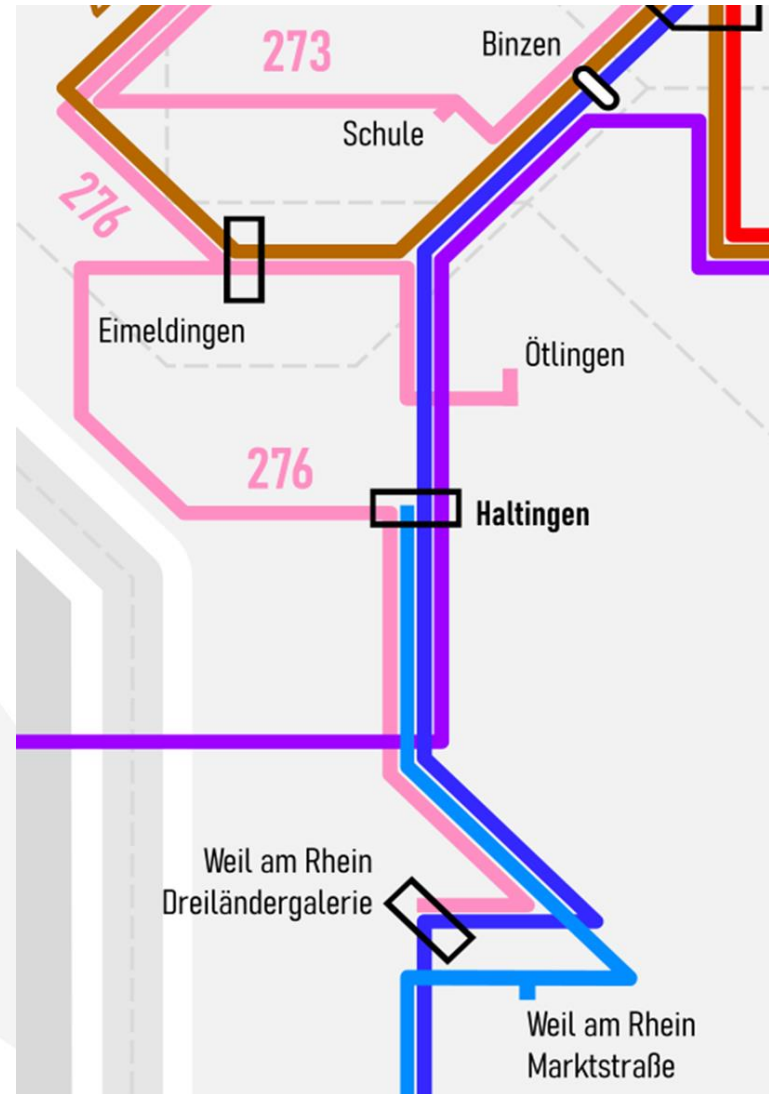 273
Binzen
Schule
276
Eimeldingen
Ötlingen
276
Haltingen
Weil am Rhein
Dreiländergalerie
Weil am Rhein
Marktstraße